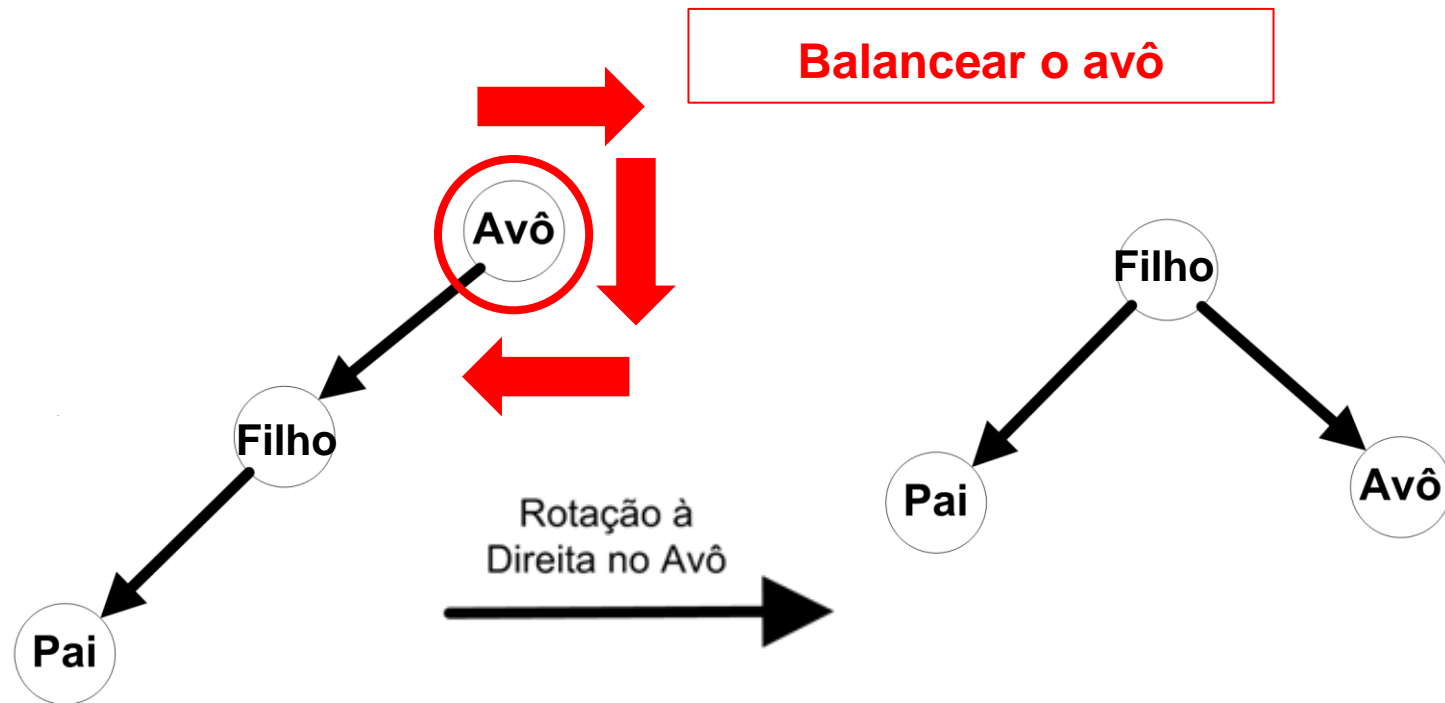 Balancear o avô
Avô
Filho
Pai
Rotação à
Direita no Avô
Filho
Pai
Avô